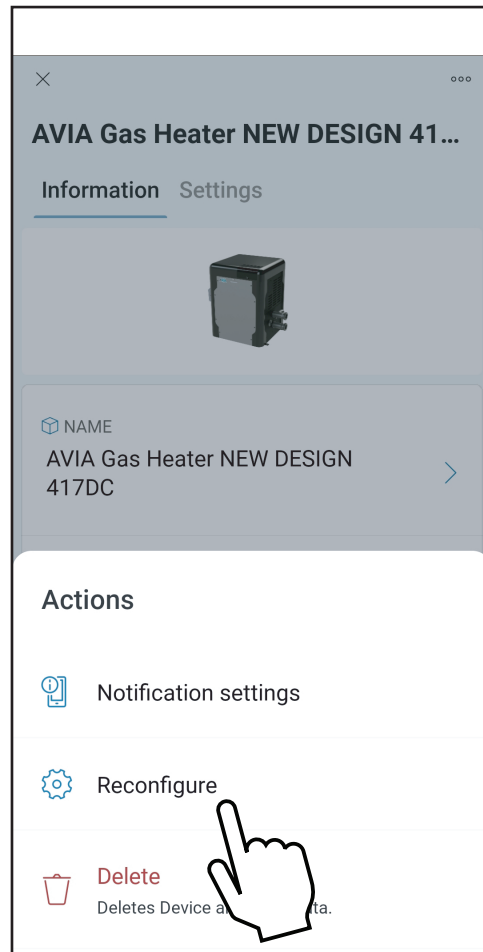 AVIA Gas Heater NEW DESIGN 41...
Information Settings
NAME
AVIA Gas Heater NEW DESIGN
417DC
Actions
Notification settings
Reconfigure
Delete
Deletes Device a ta.